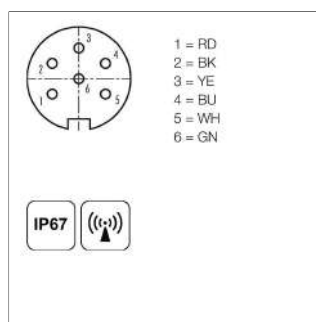 3
2
4
6
1
5
1 = RD
2 = BK
3 = YE
4 = BU
5 = WH
6 = GN
IP67